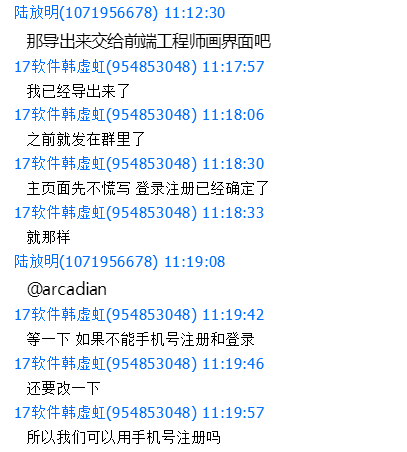 陆放明(1071956678) 11:12:30
那导出来交给前端工程师画界面吧
17软件韩虚虹(954853048) 11:17:57
我已经导出来了
17软件韩虚虹(954853048) 11:18:06
之前就发在群里了
17软件韩虚虹(954853048) 11:18:30
主页面先不慌写 登录注册已经确定了
17软件韩虚虹(954853048) 11:18:33
就那样
陆放明(1071956678) 11:19:08
@arcadian
17软件韩虚虹(954853048) 11:19:42
等一下 如果不能手机号注册和登录
17软件韩虚虹(954853048) 11:19:46
还要改一下
17软件韩虚虹(954853048) 11:19:57
所以我们可以用手机号注册吗